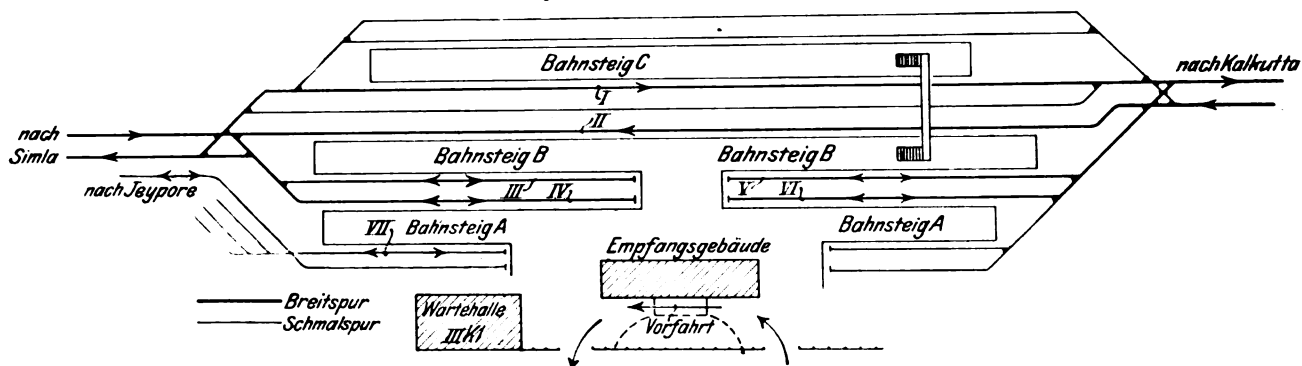 Bahnsteig C
nach Kalkutta
I
II
nach
Simla
Bahnsteig B
Bahnsteig B
nach Jeypore
III IV
V VI
VII Bahnsteig A
Bahnsteig A
Empfangsgebäude
Breitspur
Schmalspur
Wartehalle
III Kl
Vorfahrt